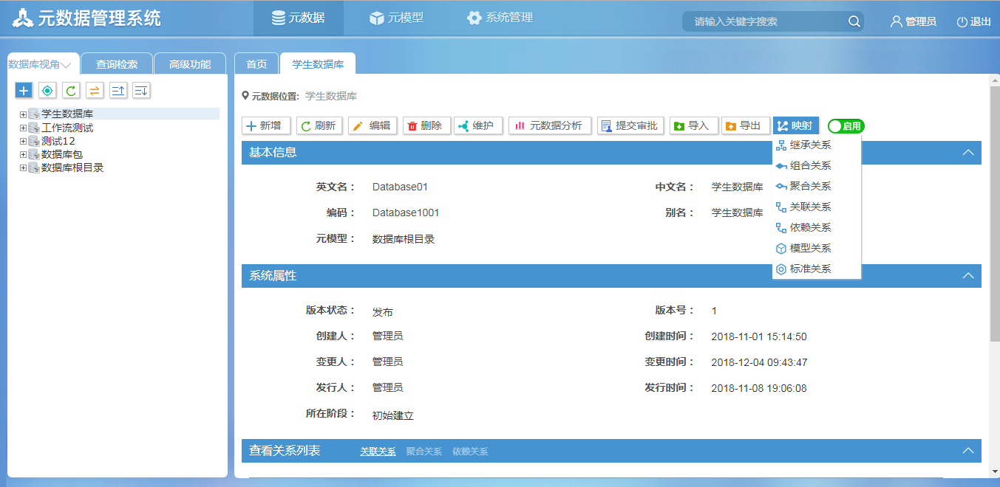 元数据管理系统
元数据
元模型
系统管理
请输入关键字搜索
管理员
退出
数据库视角
查询检索
高级功能
首页
学生数据库
学生数据库
工作流测试
测试12
数据库包
数据库根目录
元数据位置: 学生数据库
新增
刷新
编辑
删除
维护
元数据分析
提交审批
导入
导出
映射
启用
继承关系
组合关系
聚合关系
关联关系
依赖关系
模型关系
标准关系
基本信息
英文名： Database01
中文名： 学生数据库
编码： Database1001
别名： 学生数据库
元模型： 数据库根目录
系统属性
版本状态： 发布
版本号： 1
创建人： 管理员
创建时间： 2018-11-01 15:14:50
变更人： 管理员
变更时间： 2018-12-04 09:43:47
发行人： 管理员
发行时间： 2018-11-08 19:06:08
所在阶段： 初始建立
查看关系列表 关联关系 聚合关系 依赖关系